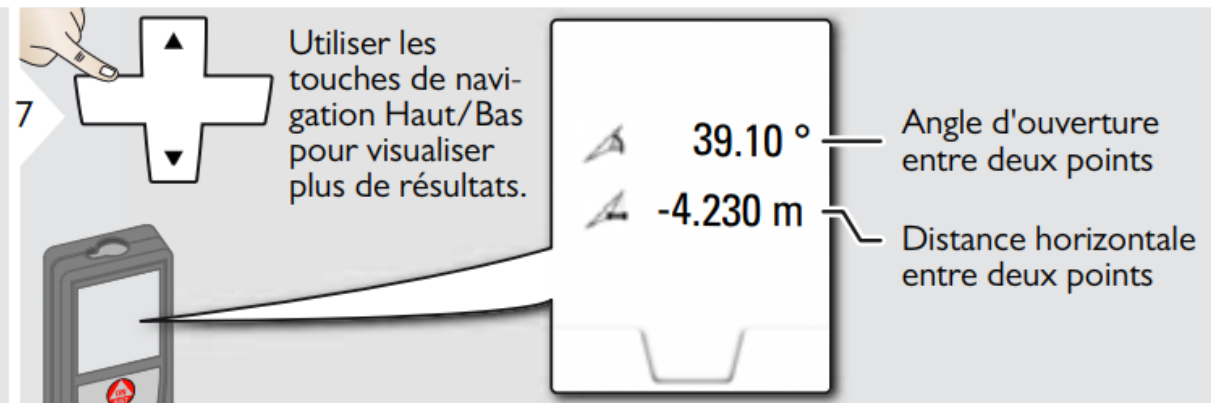 7
Utiliser les
touches de navi-
gation Haut/Bas
pour visualiser
plus de résultats.
39.10 °
Angle d'ouverture
entre deux points
-4.230 m
Distance horizontale
entre deux points
ON